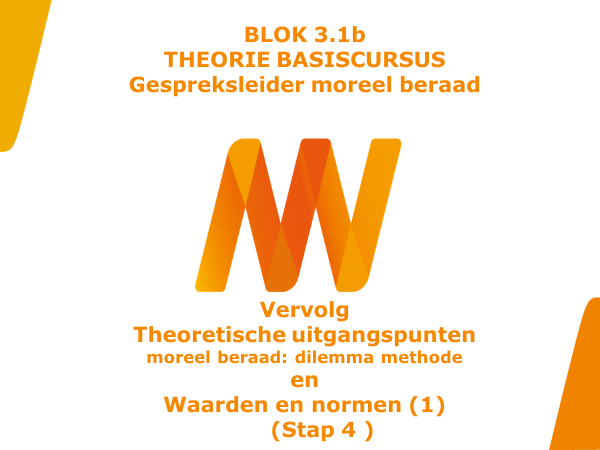 BLOK 3.1b
THEORIE BASISCURSUS
Gespreksleider moreel beraad
Vervolg
Theoretische uitgangspunten
moreel beraad: dilemma methode
en
Waarden en normen (1)
(Stap 4 )